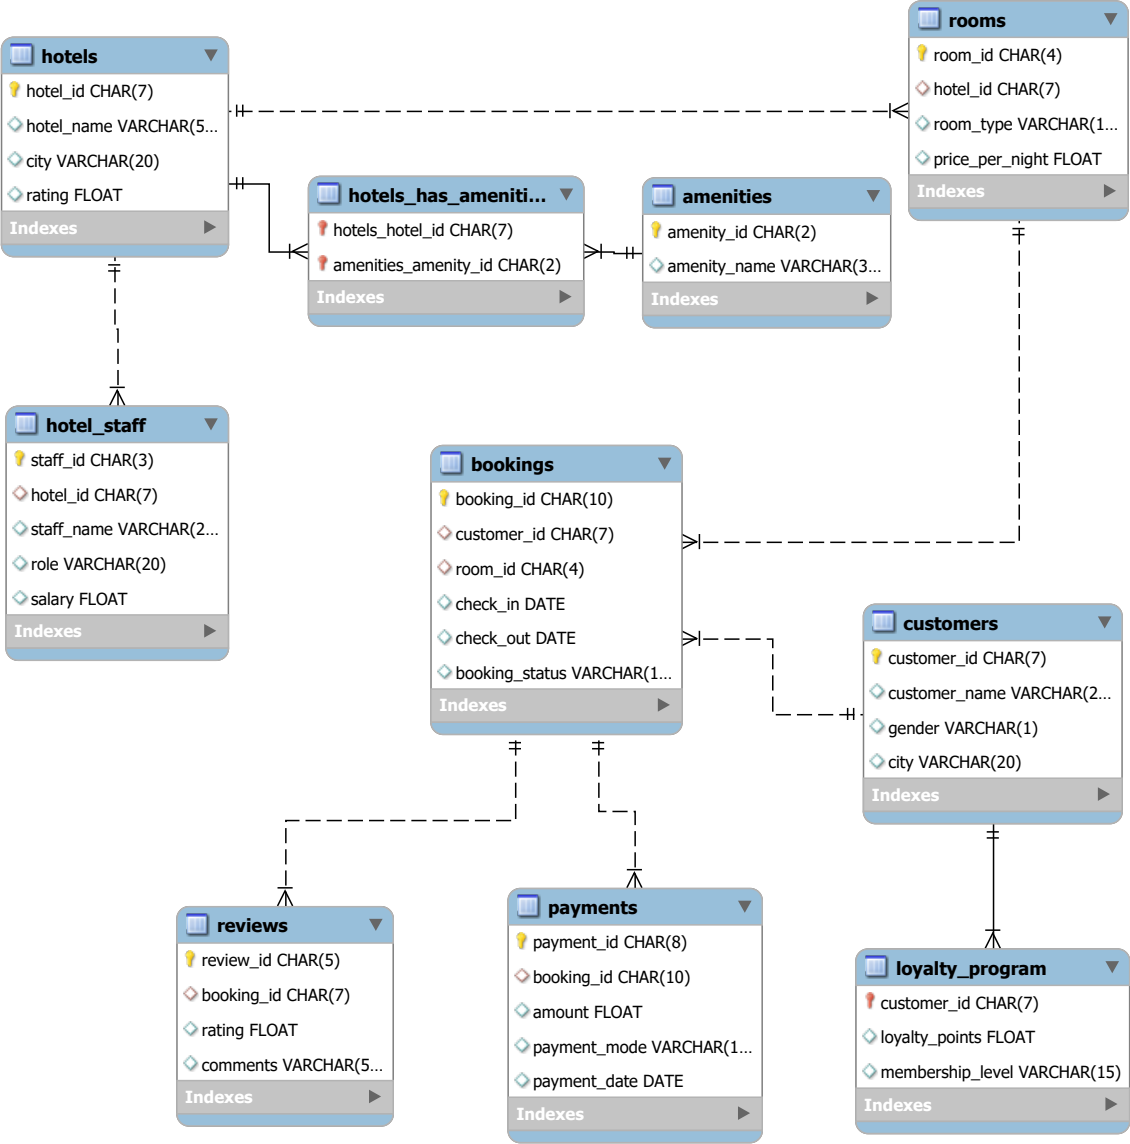 hotels
hotel_id CHAR(7)
hotel_name VARCHAR(5...
city VARCHAR(20)
rating FLOAT
Indexes
rooms
room_id CHAR(4)
hotel_id CHAR(7)
room_type VARCHAR(1...
price_per_night FLOAT
Indexes
hotels_has_ameniti...
hotels_hotel_id CHAR(7)
amenities_amenity_id CHAR(2)
Indexes
amenities
amenity_id CHAR(2)
amenity_name VARCHAR(3...
Indexes
hotel_staff
staff_id CHAR(3)
hotel_id CHAR(7)
staff_name VARCHAR(2...
role VARCHAR(20)
salary FLOAT
Indexes
bookings
booking_id CHAR(10)
customer_id CHAR(7)
room_id CHAR(4)
check_in DATE
check_out DATE
booking_status VARCHAR(1...
Indexes
customers
customer_id CHAR(7)
customer_name VARCHAR(2...
gender VARCHAR(1)
city VARCHAR(20)
Indexes
reviews
review_id CHAR(5)
booking_id CHAR(7)
rating FLOAT
comments VARCHAR(5...
Indexes
payments
payment_id CHAR(8)
booking_id CHAR(10)
amount FLOAT
payment_mode VARCHAR(1...
payment_date DATE
Indexes
loyalty_program
customer_id CHAR(7)
loyalty_points FLOAT
membership_level VARCHAR(15)
Indexes